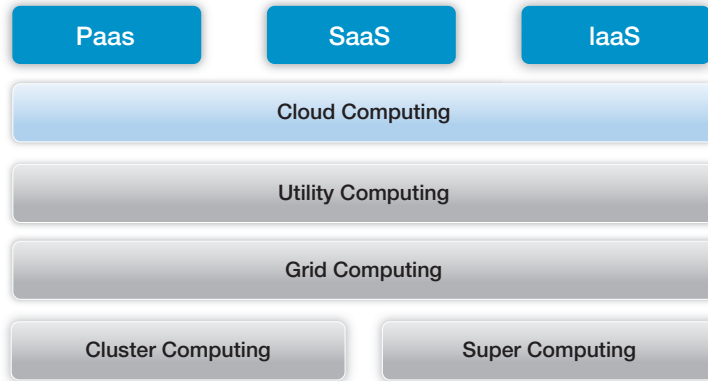 Paas
SaaS
IaaS
Cloud Computing
Utility Computing
Grid Computing
Cluster Computing
Super Computing